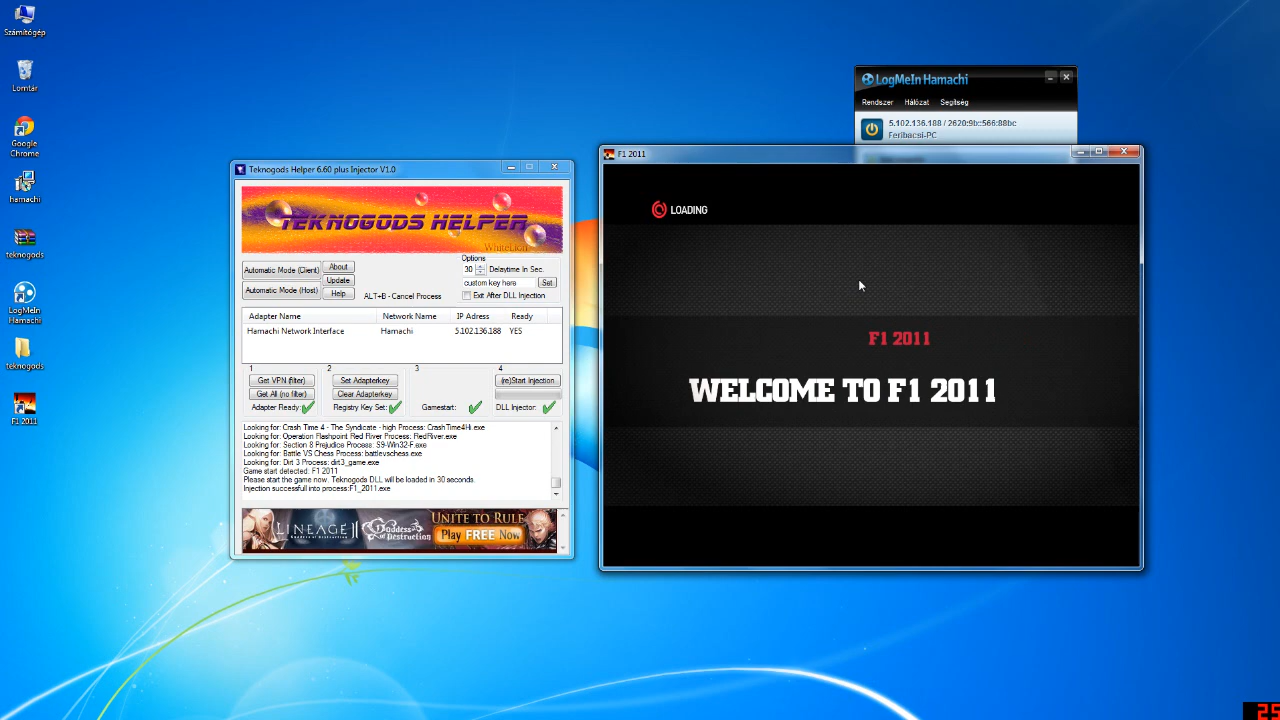 Számítógép
Lomtár
Google
Chrome
hamachi
teknogods
LogMeIn
Hamachi
teknogods
F1 2011
Teknogods Helper 6.60 plus Injector V1.0
TEKNOGODS HELPER
WhiteLion
Automatic Mode (Client)
Automatic Mode (Host)
About
Update
Help
ALT+B - Cancel Process
Options
30 Delaytime In Sec.
custom key here Set
Exit After DLL Injection
Adapter Name Network Name IP Adress Ready
Hamachi Network Interface Hamachi 5.102.136.188 YES
1 2 3 4
Get VPN (filter) Set Adapterkey (re)Start Injection
Get All (no filter) Clear Adapterkey
Adapter Ready: Registry Key Set: Gamestart: DLL Injector:
Looking for: Crash Time 4 - The Syndicate - high Process: CrashTime4Hi.exe
Looking for: Operation Flashpoint Red River Process: RedRiver.exe
Looking for: Section 8 Prejudice Process: S9-Win32-F.exe
Looking for: Battle VS Chess Process: battlevschess.exe
Looking for: Dirt 3 Process: dirt3_game.exe
Game start detected: F1 2011
Please start the game now. Teknogods DLL will be loaded in 30 seconds.
Injection successfull into process:F1_2011.exe
LINEAGE II
Goddess
of Destruction
UNITE TO RULE
Play FREE Now
LogMeIn Hamachi
Rendszer Hálózat Segítség
5.102.136.188 / 2620:9b::566:88bc
Feribacsi-PC
F1 2011
LOADING
F1 2011
WELCOME TO F1 2011
25